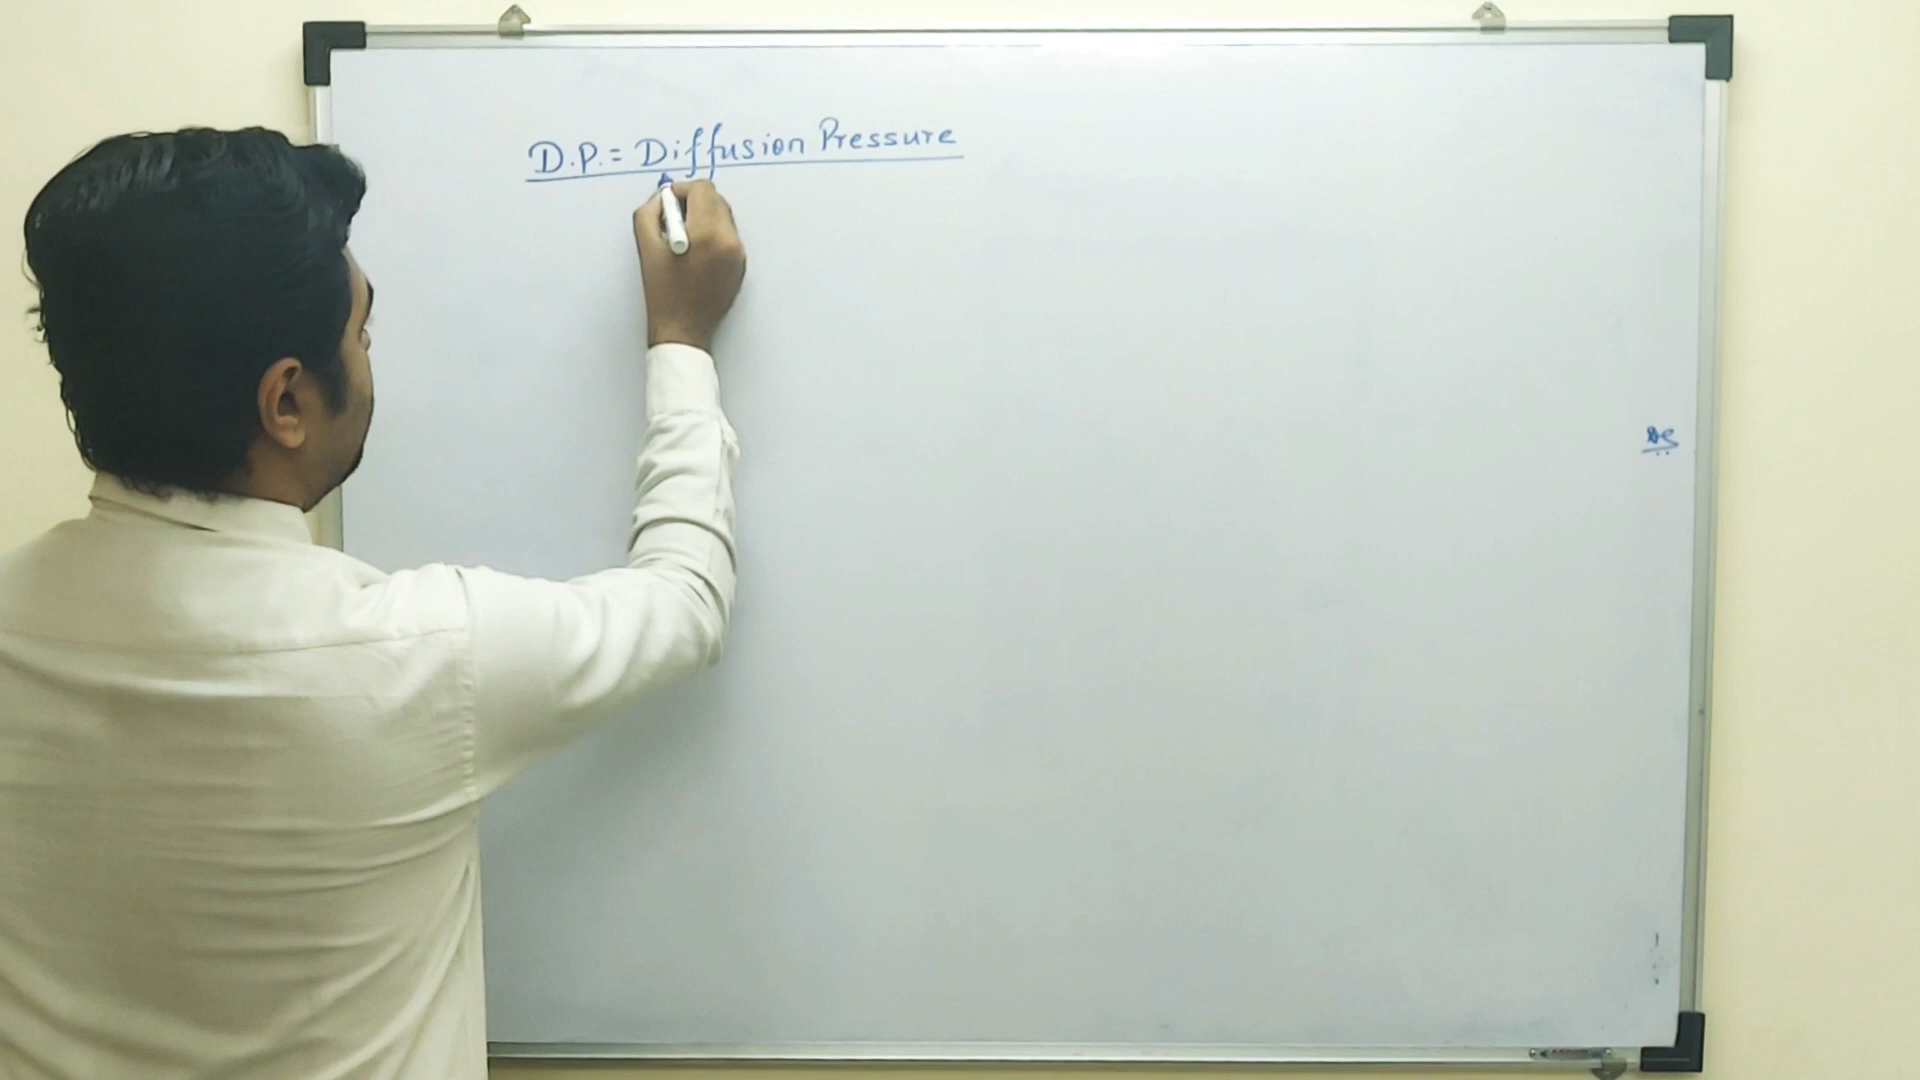 D.P. = Diffusion Pressure